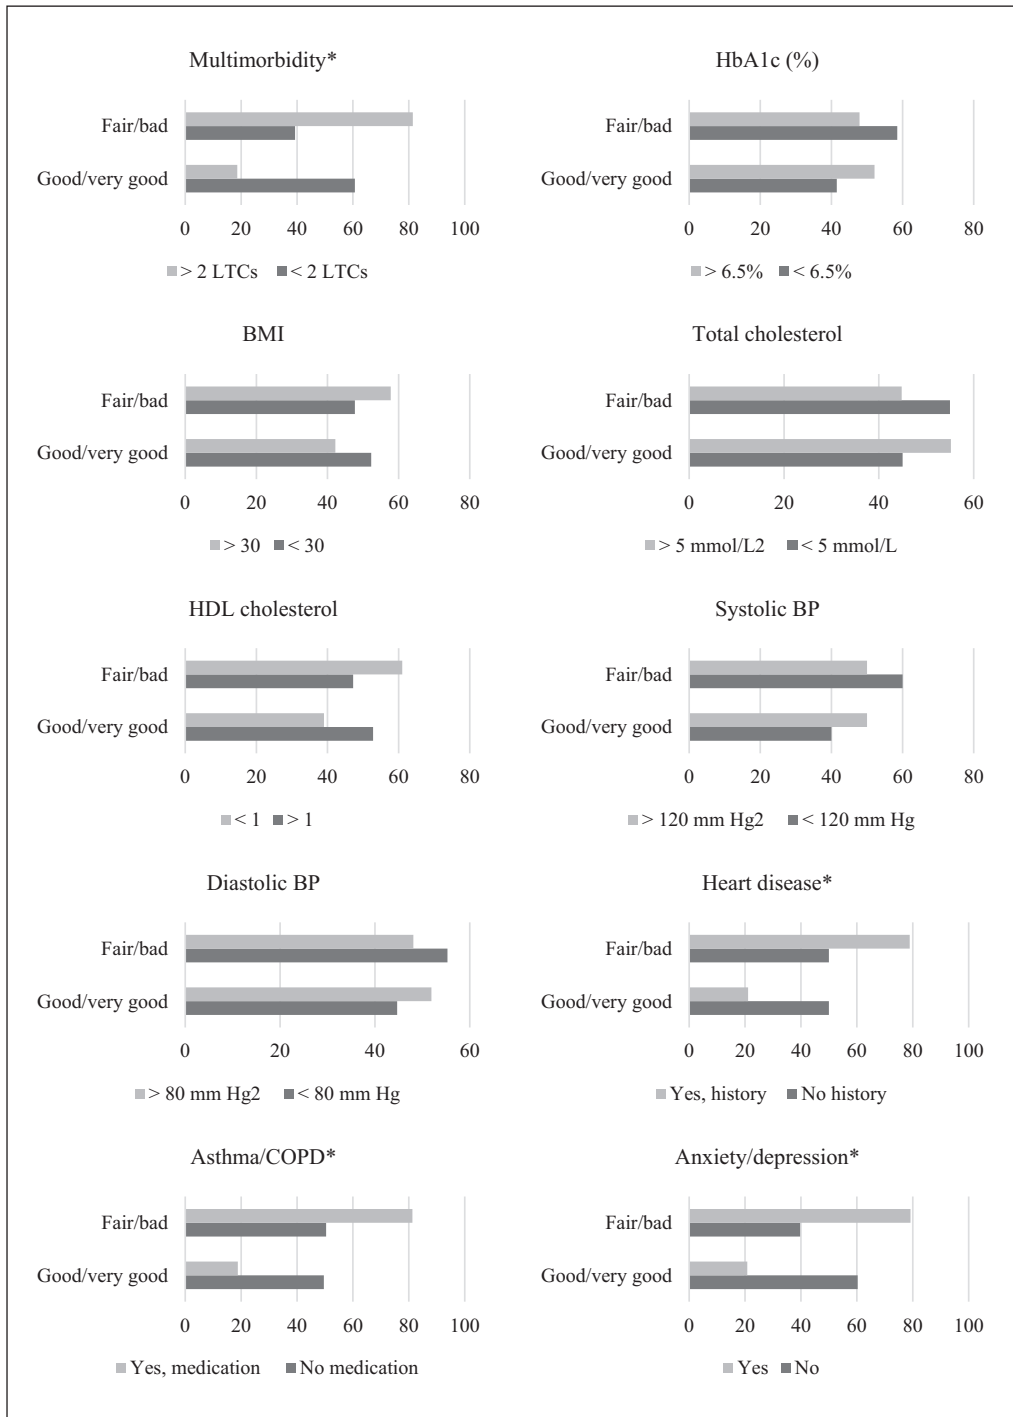 Multimorbidity*
Fair/bad
Good/very good
0 20 40 60 80 100
> 2 LTCs < 2 LTCs
HbA1c (%)
Fair/bad
Good/very good
0 20 40 60 80
> 6.5% < 6.5%
BMI
Fair/bad
Good/very good
0 20 40 60 80
> 30 < 30
Total cholesterol
Fair/bad
Good/very good
0 20 40 60
> 5 mmol/L2 < 5 mmol/L
HDL cholesterol
Fair/bad
Good/very good
0 20 40 60 80
< 1 > 1
Systolic BP
Fair/bad
Good/very good
0 20 40 60 80
> 120 mm Hg2 < 120 mm Hg
Diastolic BP
Fair/bad
Good/very good
0 20 40 60
> 80 mm Hg2 < 80 mm Hg
Heart disease*
Fair/bad
Good/very good
0 20 40 60 80 100
Yes, history No history
Asthma/COPD*
Fair/bad
Good/very good
0 20 40 60 80 100
Yes, medication No medication
Anxiety/depression*
Fair/bad
Good/very good
0 20 40 60 80 100
Yes No